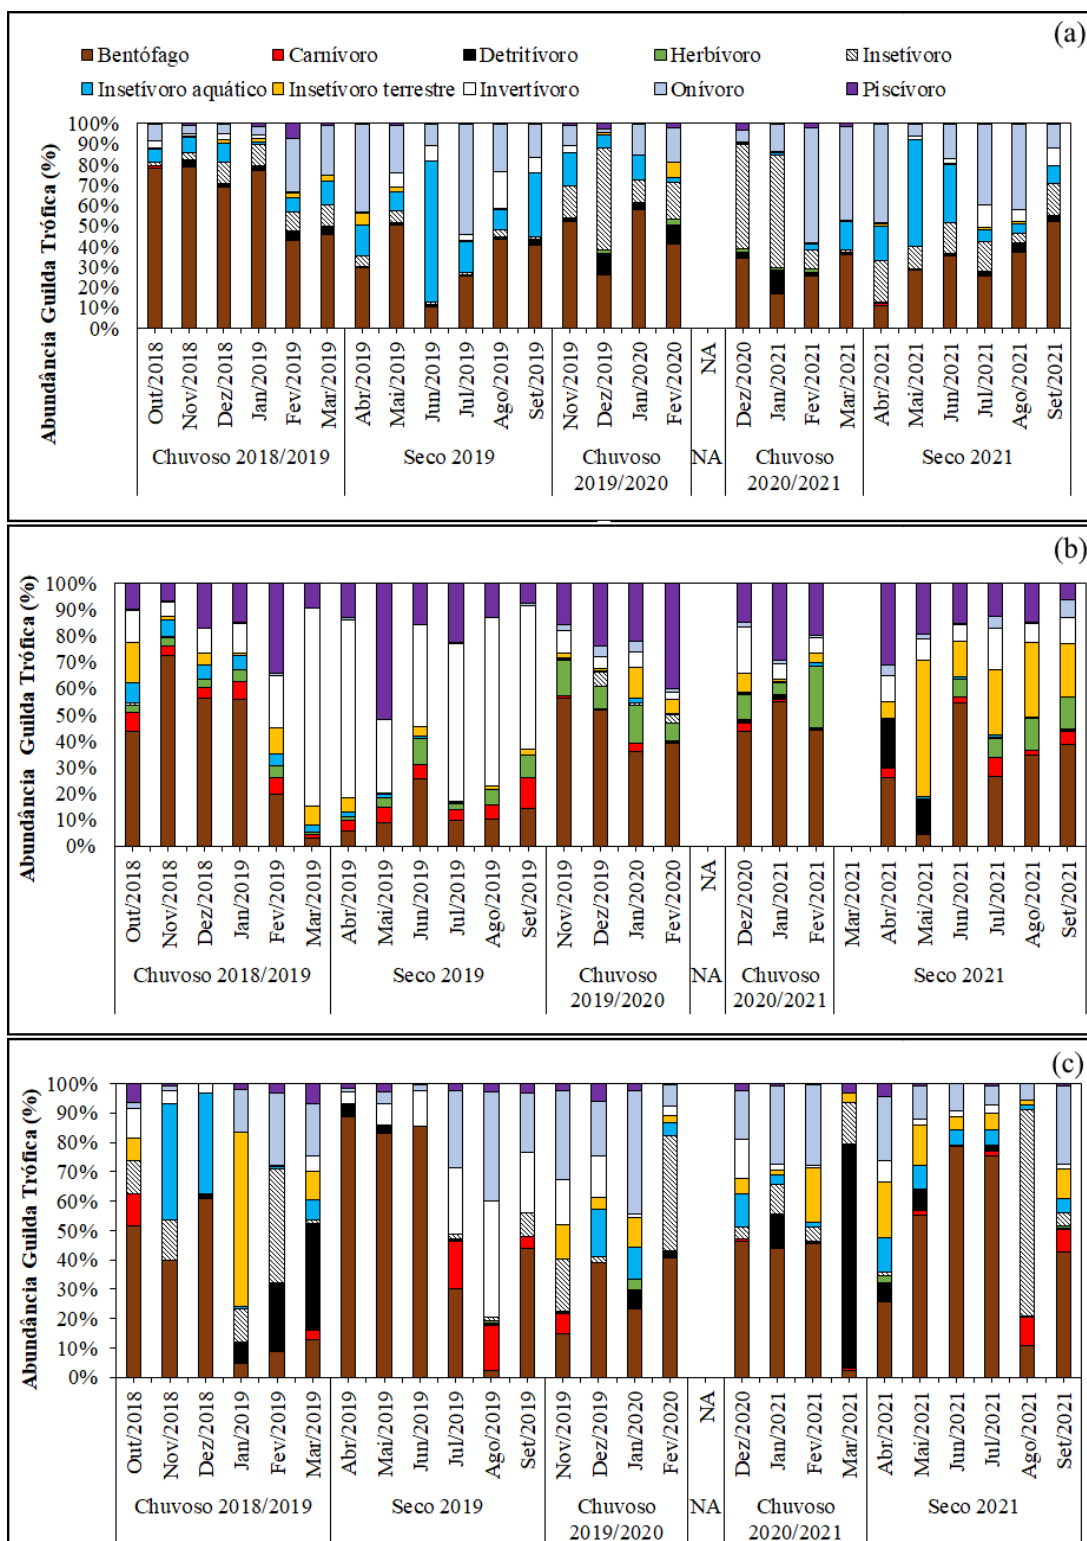 (a)
Bentófago Carnívoro Detritívoro Herbívoro Insetívoro
Insetívoro aquático Insetívoro terrestre Invertívoro Onívoro Piscívoro
Abundância Guilda Trófica (%)
100%
90%
80%
70%
60%
50%
40%
30%
20%
10%
0%
Out/2018 Nov/2018 Dez/2018 Jan/2019 Fev/2019 Mar/2019 Abr/2019 Mai/2019 Jun/2019 Jul/2019 Ago/2019 Set/2019 Nov/2019 Dez/2019 Jan/2020 Fev/2020 NA Dez/2020 Jan/2021 Fev/2021 Mar/2021 Abr/2021 Mai/2021 Jun/2021 Jul/2021 Ago/2021 Set/2021
Chuvoso 2018/2019 Seco 2019 Chuvoso NA Chuvoso Seco 2021
2019/2020 2020/2021
(b)
Abundância Guilda Trófica (%)
100%
90%
80%
70%
60%
50%
40%
30%
20%
10%
0%
Out/2018 Nov/2018 Dez/2018 Jan/2019 Fev/2019 Mar/2019 Abr/2019 Mai/2019 Jun/2019 Jul/2019 Ago/2019 Set/2019 Nov/2019 Dez/2019 Jan/2020 Fev/2020 NA Dez/2020 Jan/2021 Fev/2021 Mar/2021 Abr/2021 Mai/2021 Jun/2021 Jul/2021 Ago/2021 Set/2021
Chuvoso 2018/2019 Seco 2019 Chuvoso NA Chuvoso Seco 2021
2019/2020 2020/2021
(c)
Abundância Guilda Trófica (%)
100%
90%
80%
70%
60%
50%
40%
30%
20%
10%
0%
Out/2018 Nov/2018 Dez/2018 Jan/2019 Fev/2019 Mar/2019 Abr/2019 Mai/2019 Jun/2019 Jul/2019 Ago/2019 Set/2019 Nov/2019 Dez/2019 Jan/2020 Fev/2020 NA Dez/2020 Jan/2021 Fev/2021 Mar/2021 Abr/2021 Mai/2021 Jun/2021 Jul/2021 Ago/2021 Set/2021
Chuvoso 2018/2019 Seco 2019 Chuvoso NA Chuvoso Seco 2021
2019/2020 2020/2021